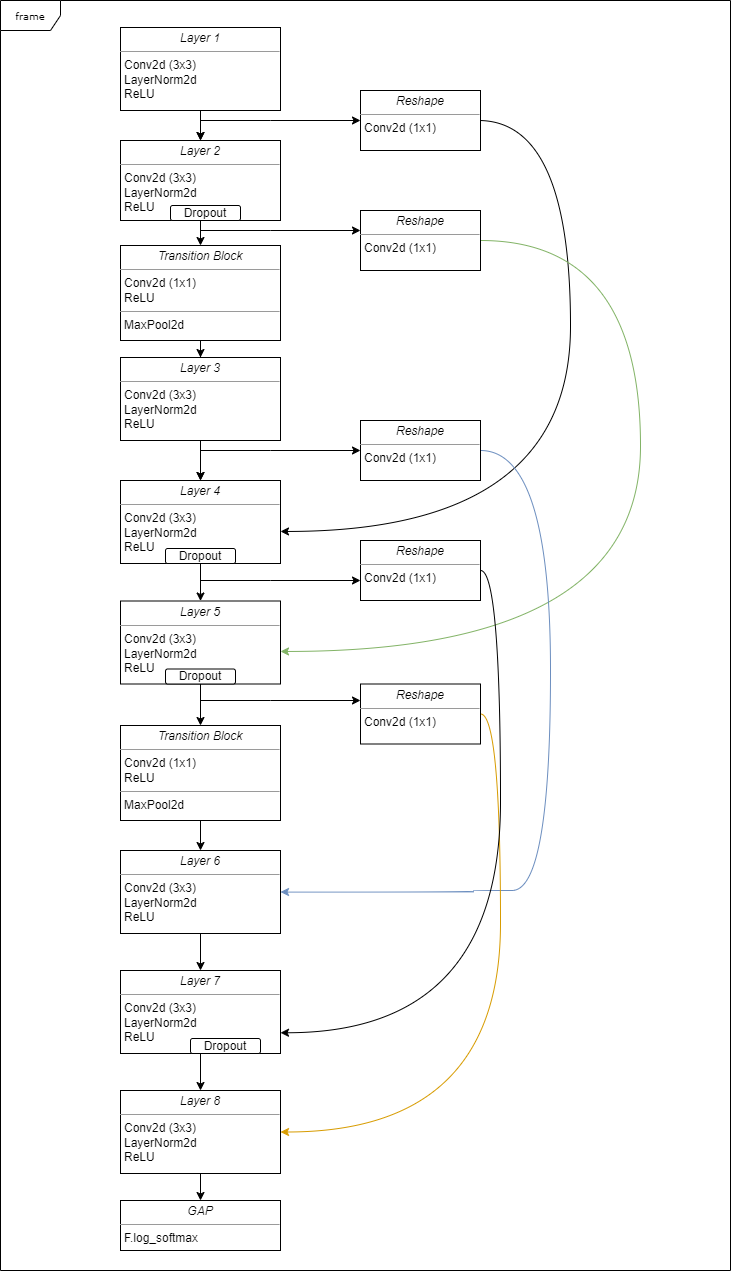 frame
Layer 1
Conv2d (3x3)
LayerNorm2d
ReLU
Reshape
Conv2d (1x1)
Layer 2
Conv2d (3x3)
LayerNorm2d
ReLU
Dropout
Reshape
Conv2d (1x1)
Transition Block
Conv2d (1x1)
ReLU
MaxPool2d
Layer 3
Conv2d (3x3)
LayerNorm2d
ReLU
Reshape
Conv2d (1x1)
Layer 4
Conv2d (3x3)
LayerNorm2d
ReLU
Dropout
Reshape
Conv2d (1x1)
Layer 5
Conv2d (3x3)
LayerNorm2d
ReLU
Dropout
Reshape
Conv2d (1x1)
Transition Block
Conv2d (1x1)
ReLU
MaxPool2d
Layer 6
Conv2d (3x3)
LayerNorm2d
ReLU
Layer 7
Conv2d (3x3)
LayerNorm2d
ReLU
Dropout
Layer 8
Conv2d (3x3)
LayerNorm2d
ReLU
GAP
F.log_softmax